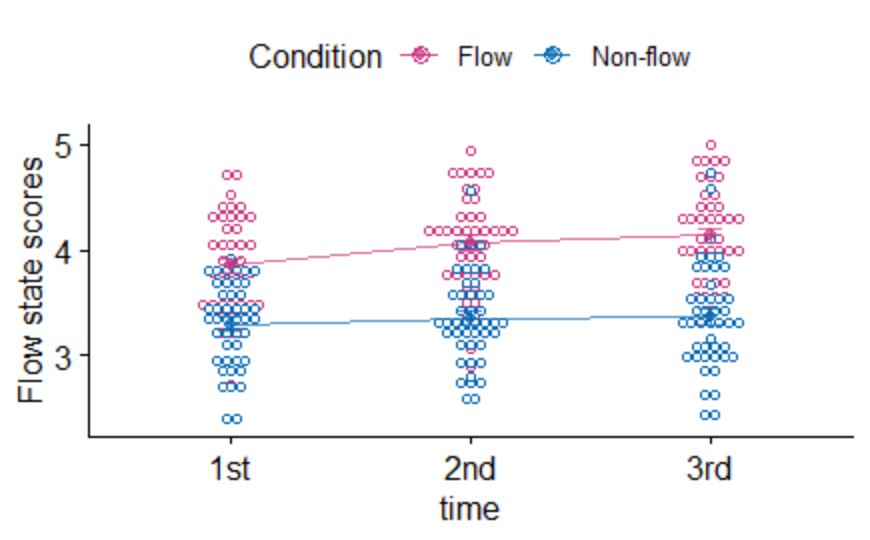 Condition Flow Non-flow
Flow state scores
5
4
3
1st 2nd 3rd
time